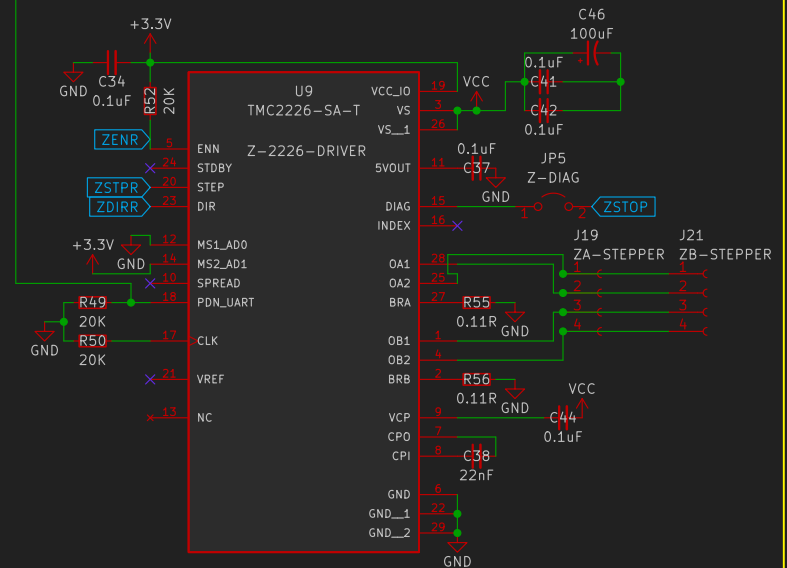 C46
100uF
+3.3V
C34
0.1uF
GND
R52
20K
U9
TMC2226-SA-T
Z-2226-DRIVER
VCC_IO
19
VS
3
VS__1
26
VCC
0.1uF
C41
C42
0.1uF
ZENR
5
ENN
24
STDBY
ZSTPR
20
STEP
ZDIRR
23
DIR
5VOUT
11
0.1uF
C37
GND
JP5
Z-DIAG
DIAG
15
1
2
ZSTOP
INDEX
16
+3.3V
GND
12
MS1_AD0
14
MS2_AD1
10
SPREAD
18
PDN_UART
R49
20K
R50
20K
GND
17
CLK
21
VREF
13
NC
OA1
28
OA2
25
BRA
27
R55
0.11R
GND
J19
ZA-STEPPER
1
2
3
4
J21
ZB-STEPPER
1
2
3
4
OB1
1
OB2
4
BRB
2
R56
0.11R
GND
VCP
9
C44
0.1uF
VCC
CPO
7
CPI
8
C38
22nF
GND
6
GND__1
22
GND__2
29
GND